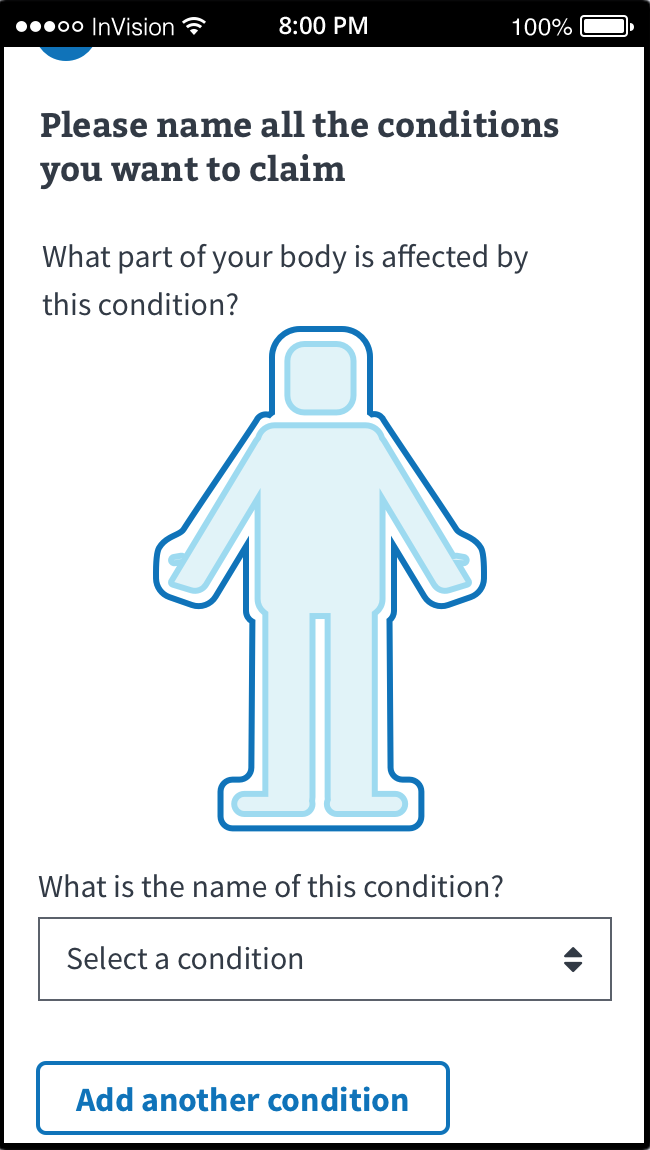 InVision 8:00 PM 100%
Please name all the conditions
you want to claim
What part of your body is affected by
this condition?
What is the name of this condition?
Select a condition
Add another condition